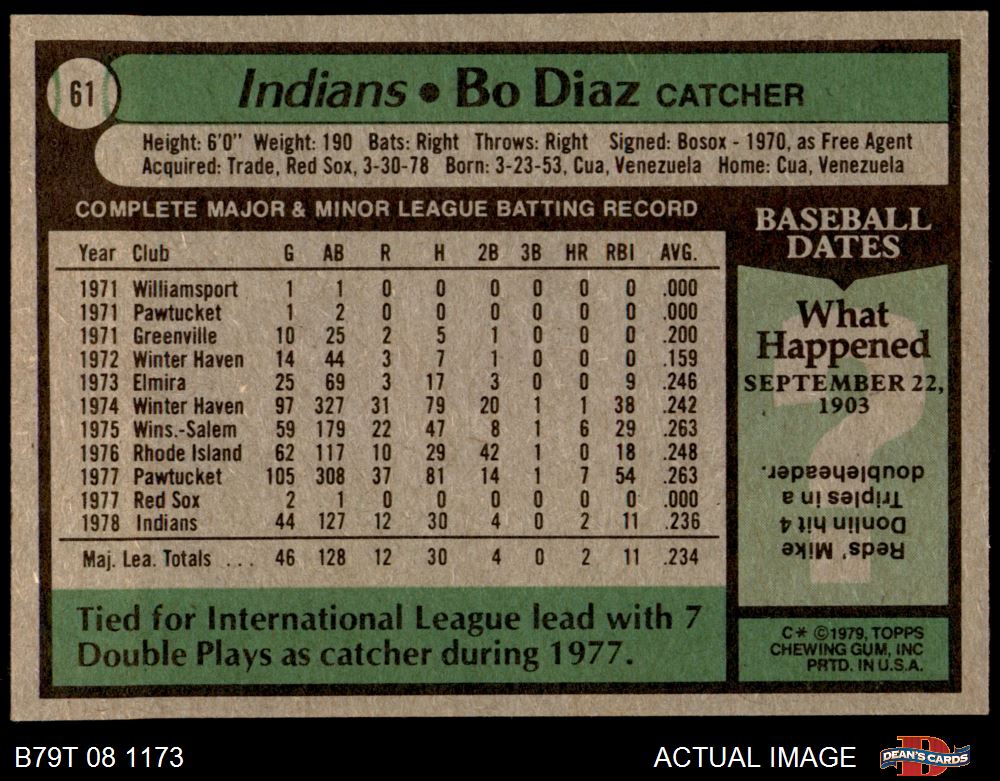 61
Indians • Bo Diaz CATCHER
Height: 6'0" Weight: 190 Bats: Right Throws: Right Signed: Bosox - 1970, as Free Agent
Acquired: Trade, Red Sox, 3-30-78 Born: 3-23-53, Cua, Venezuela Home: Cua, Venezuela
COMPLETE MAJOR & MINOR LEAGUE BATTING RECORD
Year Club G AB R H 2B 3B HR RBI AVG.
1971 Williamsport 1 1 0 0 0 0 0 0 .000
1971 Pawtucket 1 2 0 0 0 0 0 0 .000
1971 Greenville 10 25 2 5 1 0 0 0 .200
1972 Winter Haven 14 44 3 7 1 0 0 0 .159
1973 Elmira 25 69 3 17 3 0 0 9 .246
1974 Winter Haven 97 327 31 79 20 1 1 38 .242
1975 Wins.-Salem 59 179 22 47 8 1 6 29 .263
1976 Rhode Island 62 117 10 29 42 1 0 18 .248
1977 Pawtucket 105 308 37 81 14 1 7 54 .263
1977 Red Sox 2 1 0 0 0 0 0 0 .000
1978 Indians 44 127 12 30 4 0 2 11 .236
Maj. Lea. Totals ... 46 128 12 30 4 0 2 11 .234
Tied for International League lead with 7
Double Plays as catcher during 1977.
BASEBALL
DATES
What
Happened
SEPTEMBER 22,
1903
Reds' Mike
Donlin hit 4
Triples in a
doubleheader.
C* ©1979, TOPPS
CHEWING GUM, INC
PRTD. IN U.S.A.
B79T 08 1173
ACTUAL IMAGE
DEAN'S CARDS